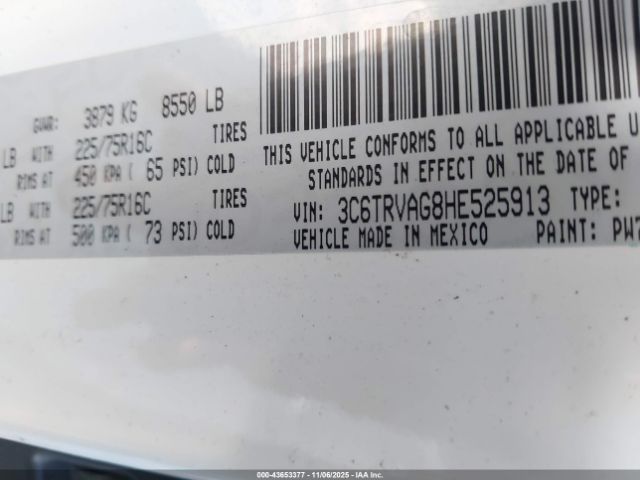 GVWR: 3879 KG 8550 LB
LB WITH 225/75R16C TIRES
RIMS AT 450 KPA ( 65 PSI) COLD
LB WITH 225/75R16C TIRES
RIMS AT 500 KPA ( 73 PSI) COLD
THIS VEHICLE CONFORMS TO ALL APPLICABLE U
STANDARDS IN EFFECT ON THE DATE OF
VIN: 3C6TRVAG8HE525913 TYPE:
VEHICLE MADE IN MEXICO PAINT: PW7
000-43653377 - 11/06/2025 - IAA Inc.